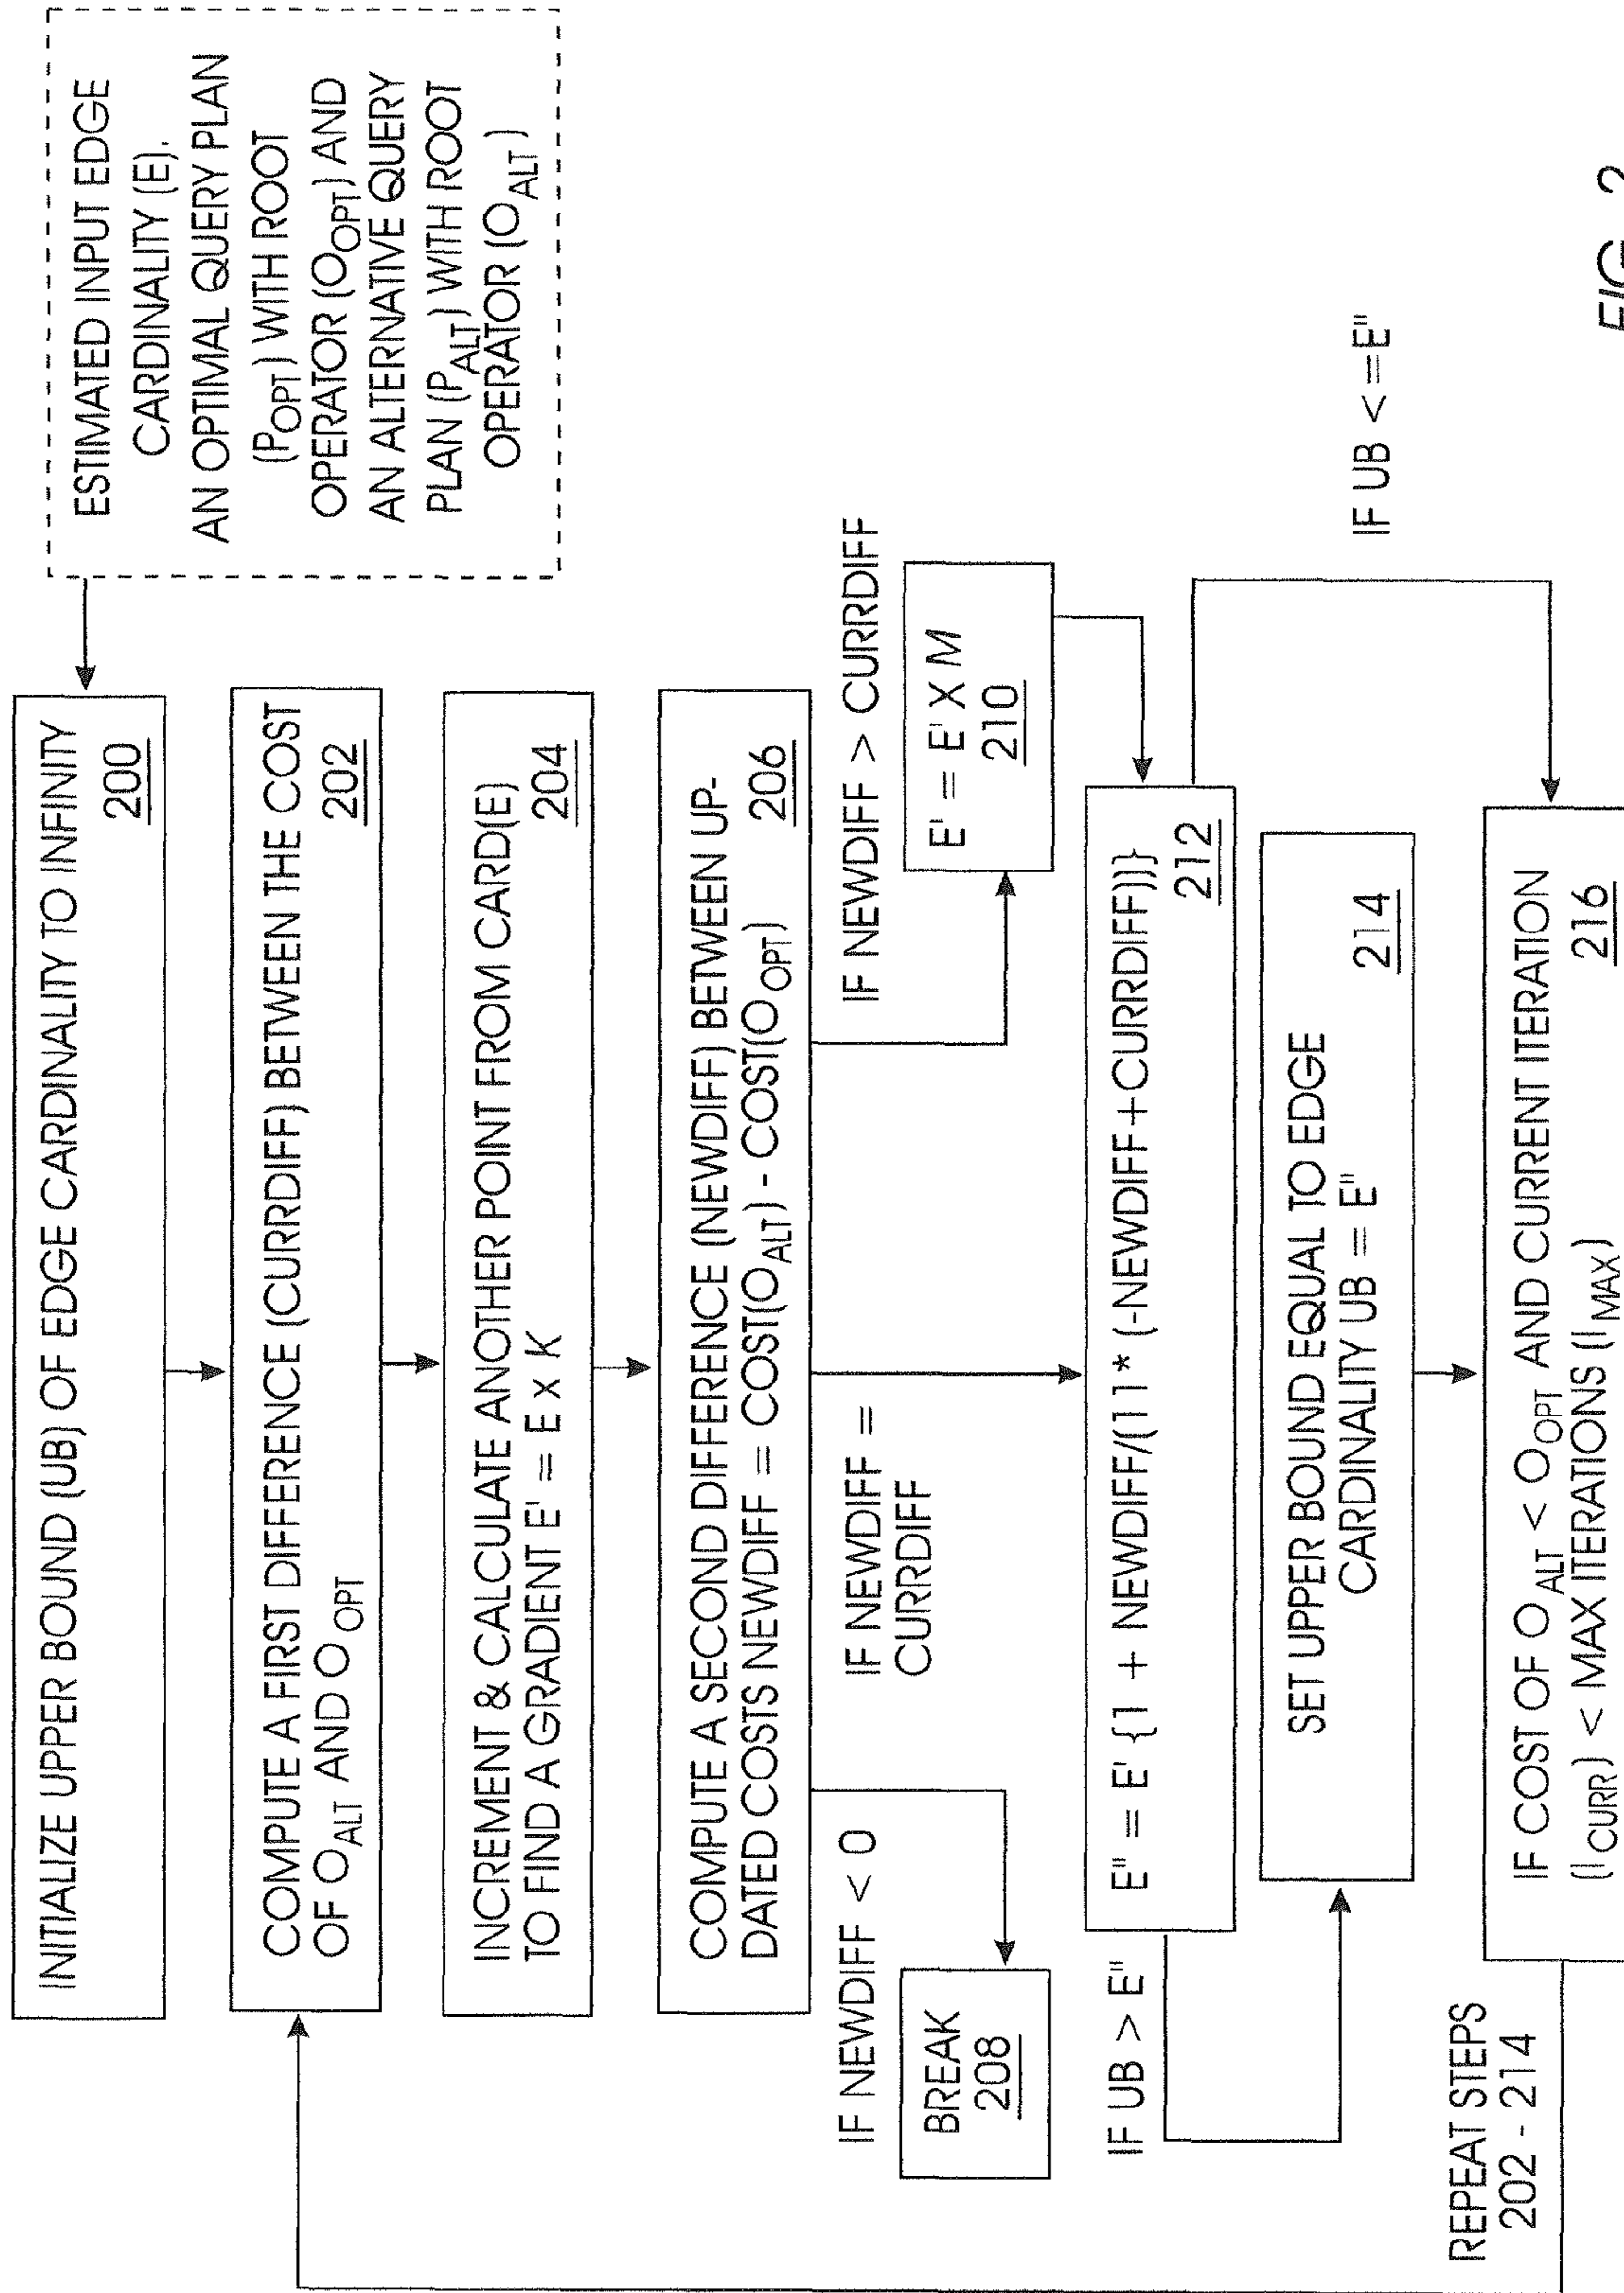 ESTIMATED INPUT EDGE
CARDINALITY (E).
AN OPTIMAL QUERY PLAN
(POPT) WITH ROOT
OPERATOR (OOPT) AND
AN ALTERNATIVE QUERY
PLAN (PALT) WITH ROOT
OPERATOR (OALT)
INITIALIZE UPPER BOUND (UB) OF EDGE CARDINALITY TO INFINITY
200
COMPUTE A FIRST DIFFERENCE (CURRDIFF) BETWEEN THE COST
OF OALT AND OOPT
202
INCREMENT & CALCULATE ANOTHER POINT FROM CARD(E)
TO FIND A GRADIENT E' = E x K
204
COMPUTE A SECOND DIFFERENCE (NEWDIFF) BETWEEN UP-
DATED COSTS NEWDIFF = COST(OALT) - COST(OOPT)
206
IF NEWDIFF < 0
BREAK
208
IF NEWDIFF =
CURRDIFF
IF NEWDIFF > CURRDIFF
E' = E' X M
210
E" = E' {1 + NEWDIFF/(11* (-NEWDIFF+CURRDIFF))}
212
IF UB > E"
IF UB <=E"
SET UPPER BOUND EQUAL TO EDGE
CARDINALITY UB = E"
214
IF COST OF OALT < OOPT AND CURRENT ITERATION
(ICURR) < MAX ITERATIONS (IMAX)
216
REPEAT STEPS
202 - 214
FIG. 2